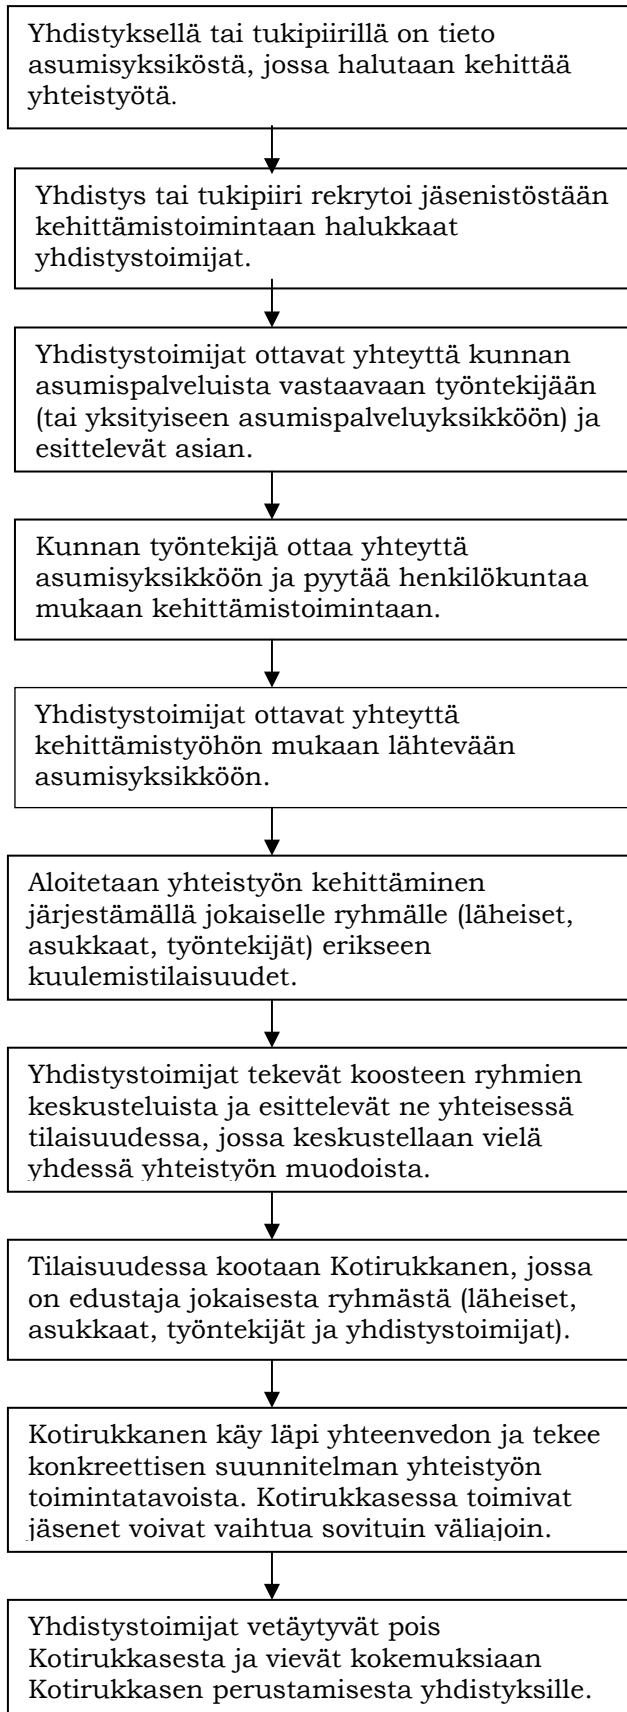 Yhdistyksellä tai tukipiirillä on tieto
asumisyksiköstä, jossa halutaan kehittää
yhteistyötä.
Yhdistys tai tukipiiri rekrytoi jäsenistöstään
kehittämistoimintaan halukkaat
yhdistystoimijat.
Yhdistystoimijat ottavat yhteyttä kunnan
asumispalveluista vastaavaan työntekijään
(tai yksityiseen asumispalveluyksikköön) ja
esittelevät asian.
Kunnan työntekijä ottaa yhteyttä
asumisyksikköön ja pyytää henkilökuntaa
mukaan kehittämistoimintaan.
Yhdistystoimijat ottavat yhteyttä
kehittämistyöhön mukaan lähtevään
asumisyksikköön.
Aloitetaan yhteistyön kehittäminen
järjestämällä jokaiselle ryhmälle (läheiset,
asukkaat, työntekijät) erikseen
kuulemistilaisuudet.
Yhdistystoimijat tekevät koosteen ryhmien
keskusteluista ja esittelevät ne yhteisessä
tilaisuudessa, jossa keskustellaan vielä
yhdessä yhteistyön muodoista.
Tilaisuudessa kootaan Kotirukkanen, jossa
on edustaja jokaisesta ryhmästä (läheiset,
asukkaat, työntekijät ja yhdistystoimijat).
Kotirukkanen käy läpi yhteenvedon ja tekee
konkreettisen suunnitelman yhteistyön
toimintatavoista. Kotirukkasessa toimivat
jäsenet voivat vaihtua sovituin väliajoin.
Yhdistystoimijat vetäytyvät pois
Kotirukkasesta ja vievät kokemuksiaan
Kotirukkasen perustamisesta yhdistyksille.